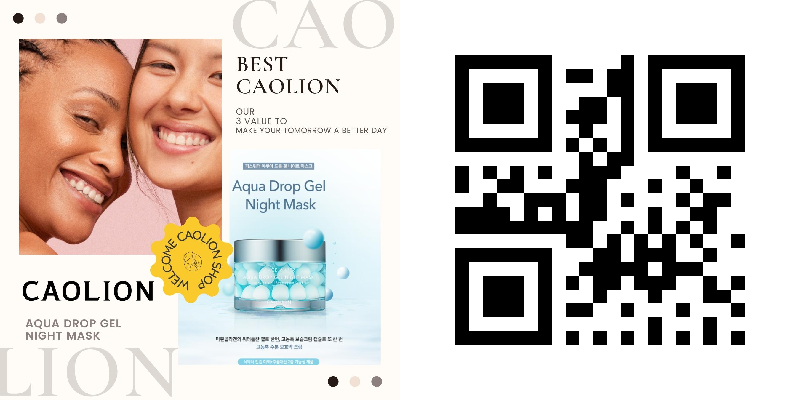 CAO
BEST
CAOLION
OUR
3 VALUE TO
MAKE YOUR TOMORROW A BETTER DAY
Aqua Drop Gel
Night Mask
WELCOME CAOLION SHOP
CAOLION
AQUA DROP GEL
NIGHT MASK
LION